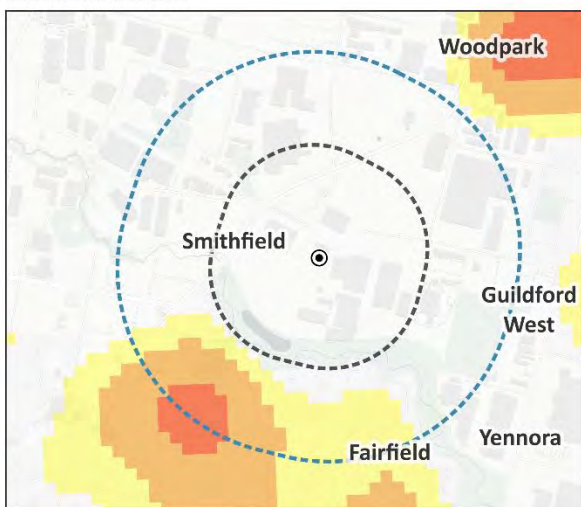 Woodpark
Smithfield
Guildford
West
Fairfield
Yennora